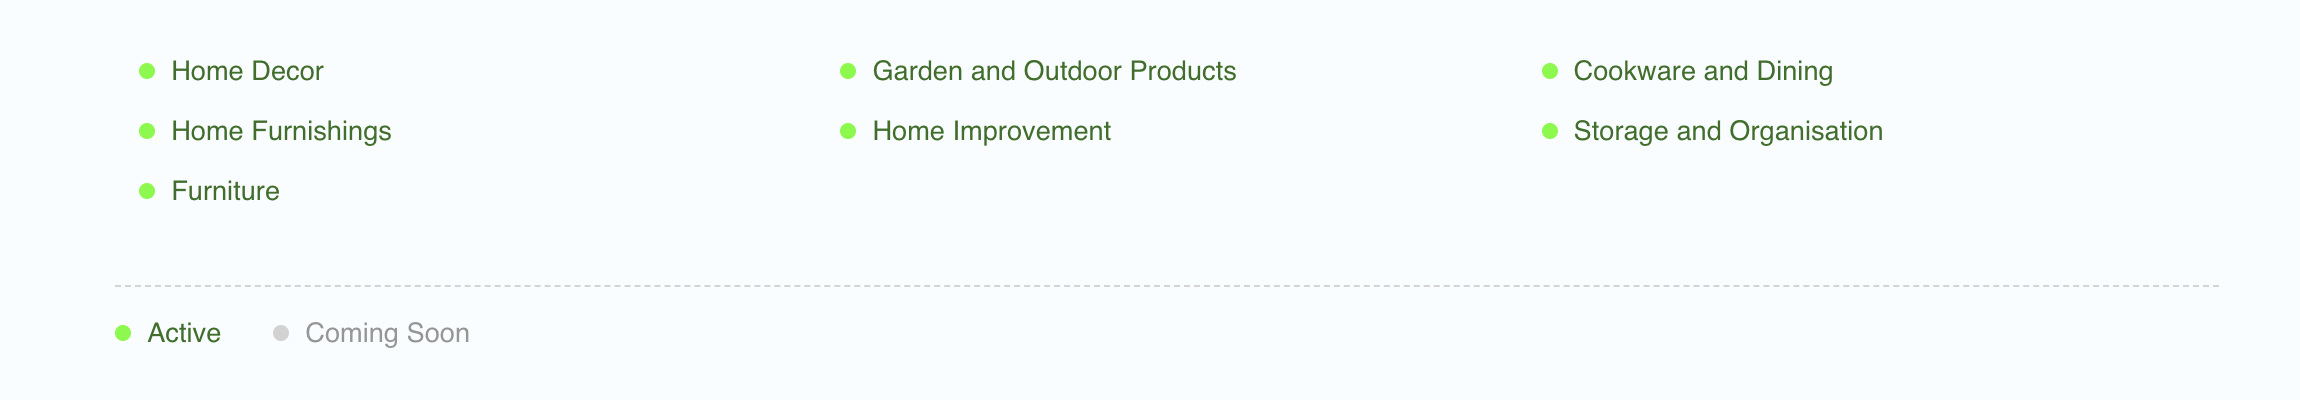 Home Decor
Home Furnishings
Furniture
Garden and Outdoor Products
Home Improvement
Cookware and Dining
Storage and Organisation
Active
Coming Soon